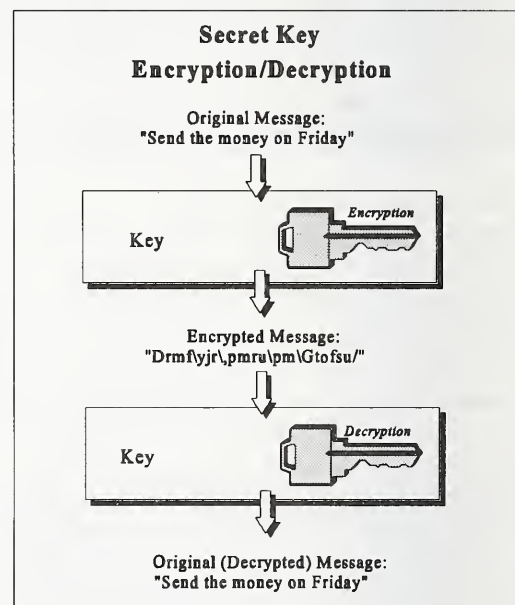 Secret Key
Encryption/Decryption
Original Message:
"Send the money on Friday"
Encryption
Key
Encrypted Message:
"Drmf\yjr\,pmru\pm\Gtofsu/"
Decryption
Key
Original (Decrypted) Message:
"Send the money on Friday"